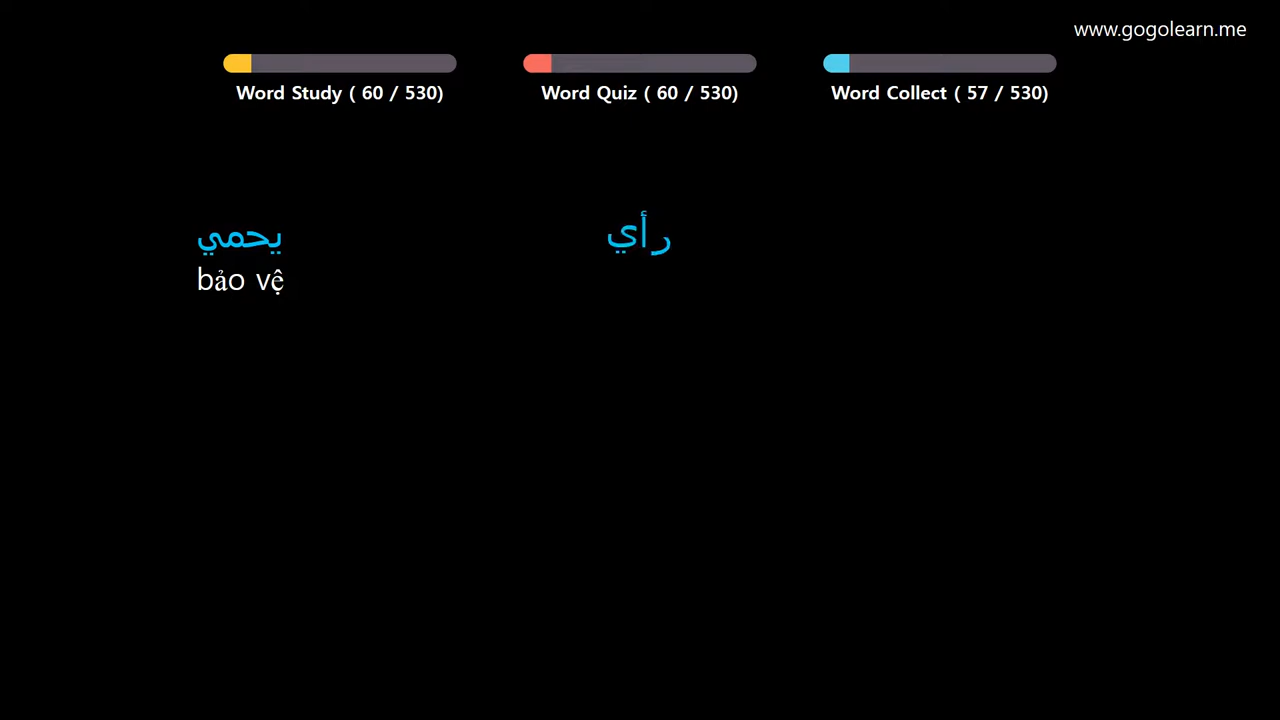 www.gogolearn.me
Word Study ( 60 / 530)
Word Quiz ( 60 / 530)
Word Collect ( 57 / 530)
يحمي
bảo vệ
رأي